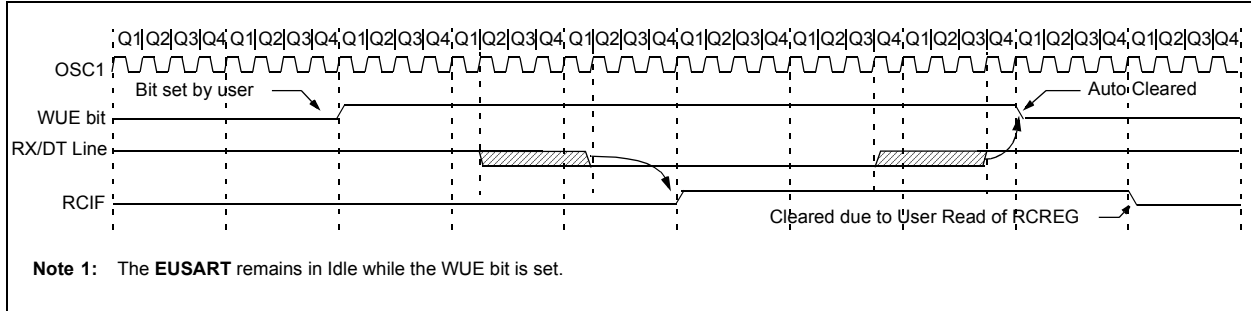 Q1 Q2 Q3 Q4 Q1 Q2 Q3 Q4 Q1 Q2 Q3 Q4 Q1 Q2 Q3 Q4 Q1 Q2 Q3 Q4 Q1 Q2 Q3 Q4 Q1 Q2 Q3 Q4 Q1 Q2 Q3 Q4 Q1 Q2 Q3 Q4 Q1 Q2 Q3 Q4
OSC1
Bit set by user
Auto Cleared
WUE bit
RX/DT Line
RCIF
Cleared due to User Read of RCREG
Note 1: The EUSART remains in Idle while the WUE bit is set.